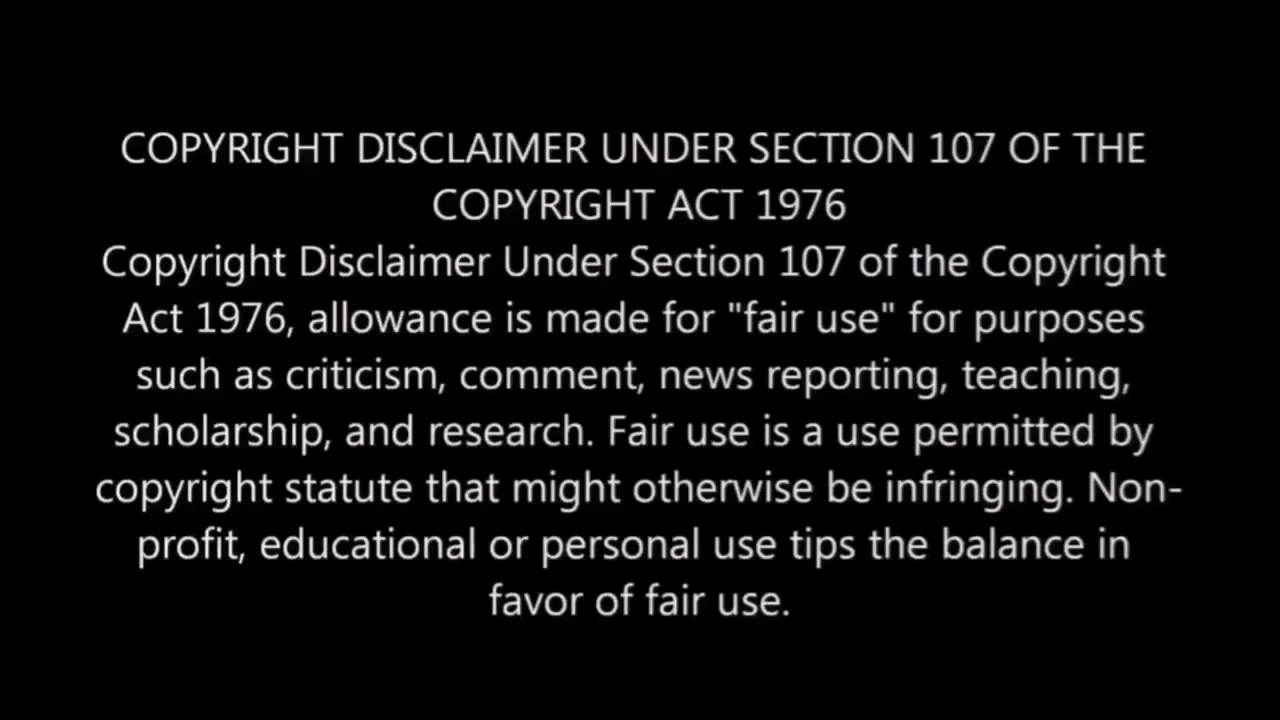 COPYRIGHT DISCLAIMER UNDER SECTION 107 OF THE
COPYRIGHT ACT 1976
Copyright Disclaimer Under Section 107 of the Copyright
Act 1976, allowance is made for "fair use" for purposes
such as criticism, comment, news reporting, teaching,
scholarship, and research. Fair use is a use permitted by
copyright statute that might otherwise be infringing. Non-
profit, educational or personal use tips the balance in
favor of fair use.